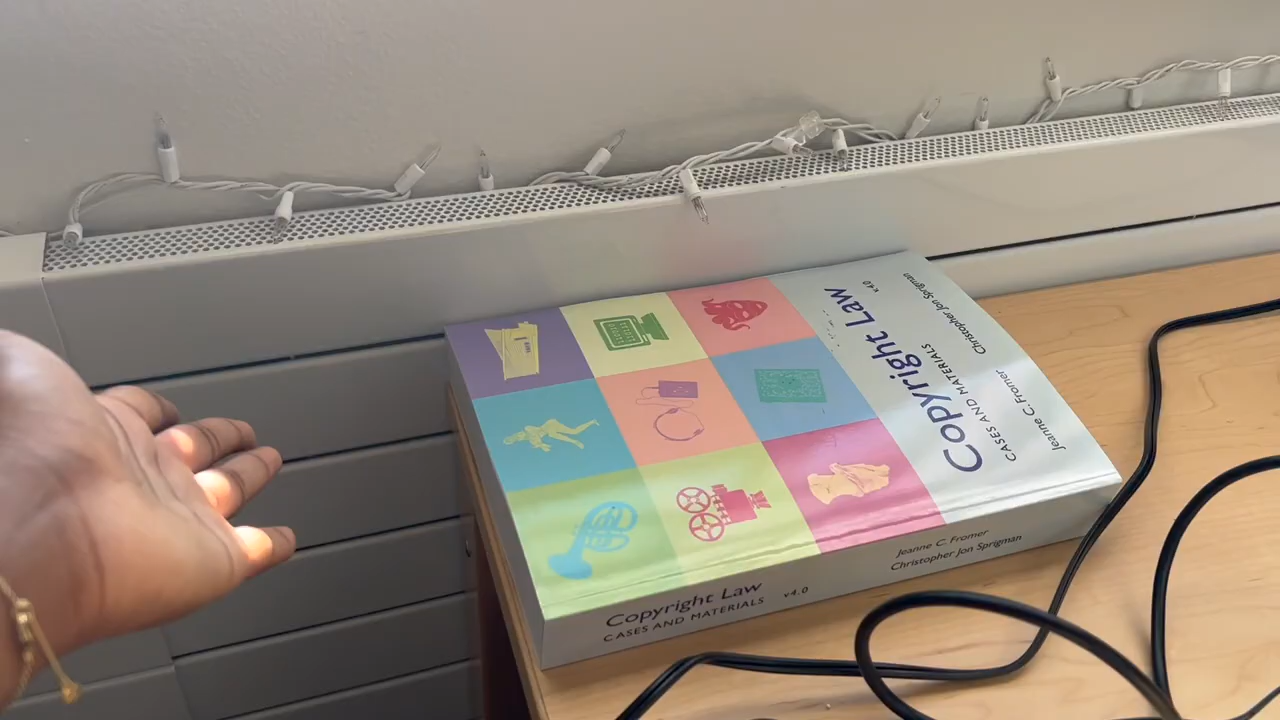 Copyright Law
v4.0
CASES AND MATERIALS
Jeanne C. Fromer
Christopher Jon Sprigman
Copyright Law
CASES AND MATERIALS
v4.0
Jeanne C. Fromer
Christopher Jon Sprigman